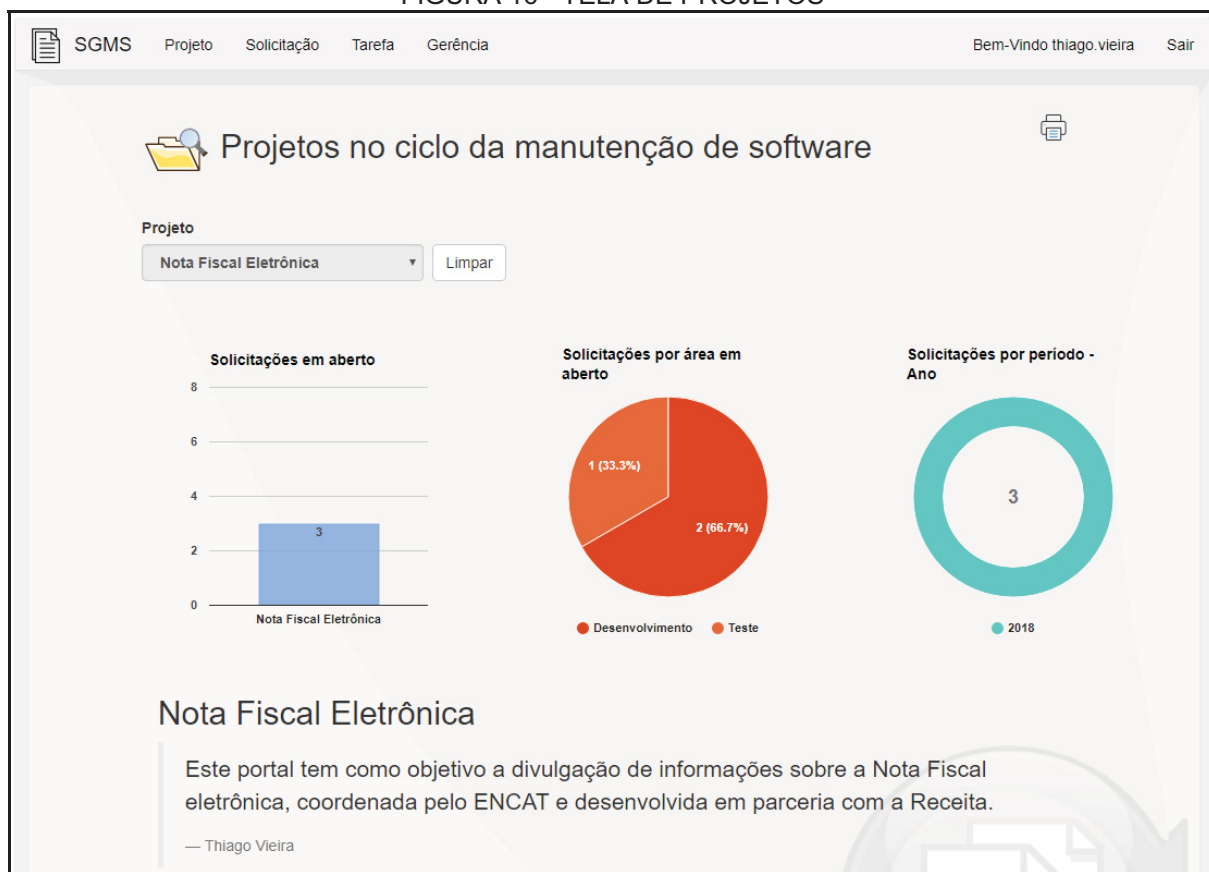 SGMS Projeto Solicitação Tarefa Gerência Bem-Vindo thiago.vieira Sair
Projetos no ciclo da manutenção de software
Projeto
Nota Fiscal Eletrônica Limpar
Solicitações em aberto
8
6
4
2
0
3
Nota Fiscal Eletrônica
Solicitações por área em
aberto
1 (33.3%)
2 (66.7%)
Desenvolvimento Teste
Solicitações por período -
Ano
3
2018
Nota Fiscal Eletrônica
Este portal tem como objetivo a divulgação de informações sobre a Nota Fiscal
eletrônica, coordenada pelo ENCAT e desenvolvida em parceria com a Receita.
— Thiago Vieira